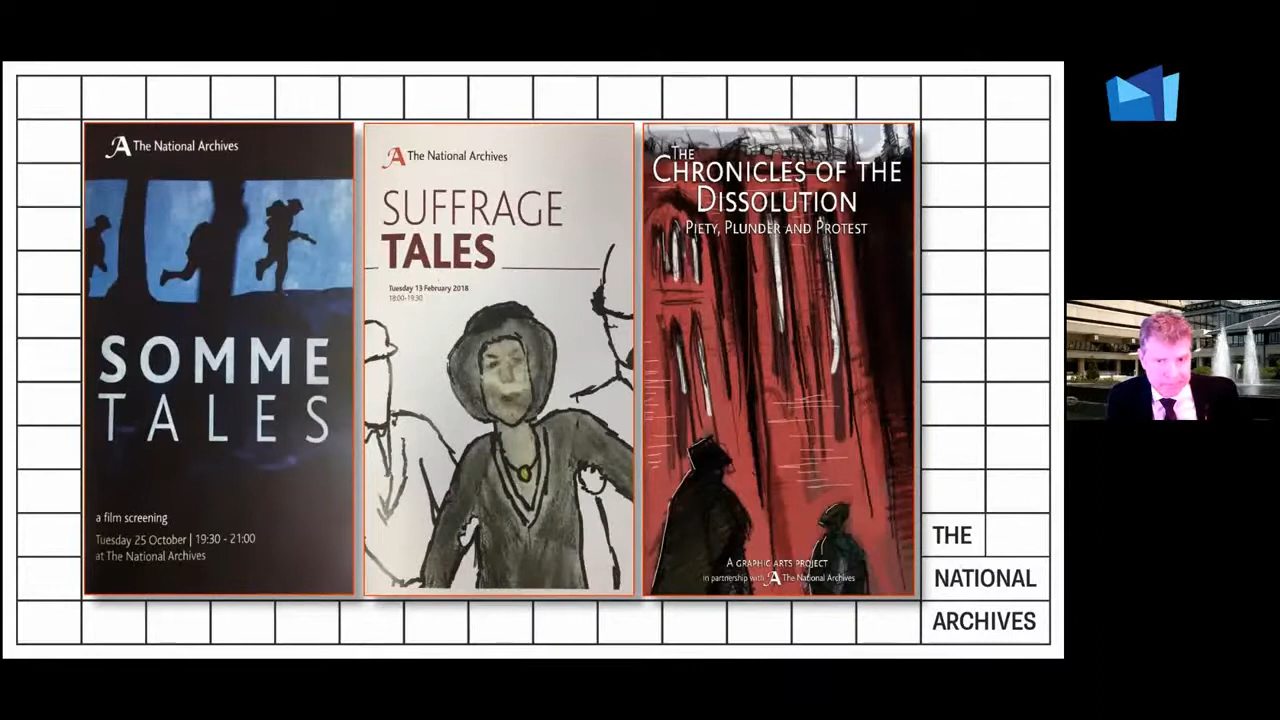 The National Archives
SOMME
TALES
a film screening
Tuesday 25 October | 19:30 - 21:00
at The National Archives
The National Archives
SUFFRAGE
TALES
Tuesday 13 February 2018
18:00-19:30
THE
CHRONICLES OF THE
DISSOLUTION
PIETY, PLUNDER AND PROTEST
A GRAPHIC ARTS PROJECT
in partnership with The National Archives
THE
NATIONAL
ARCHIVES